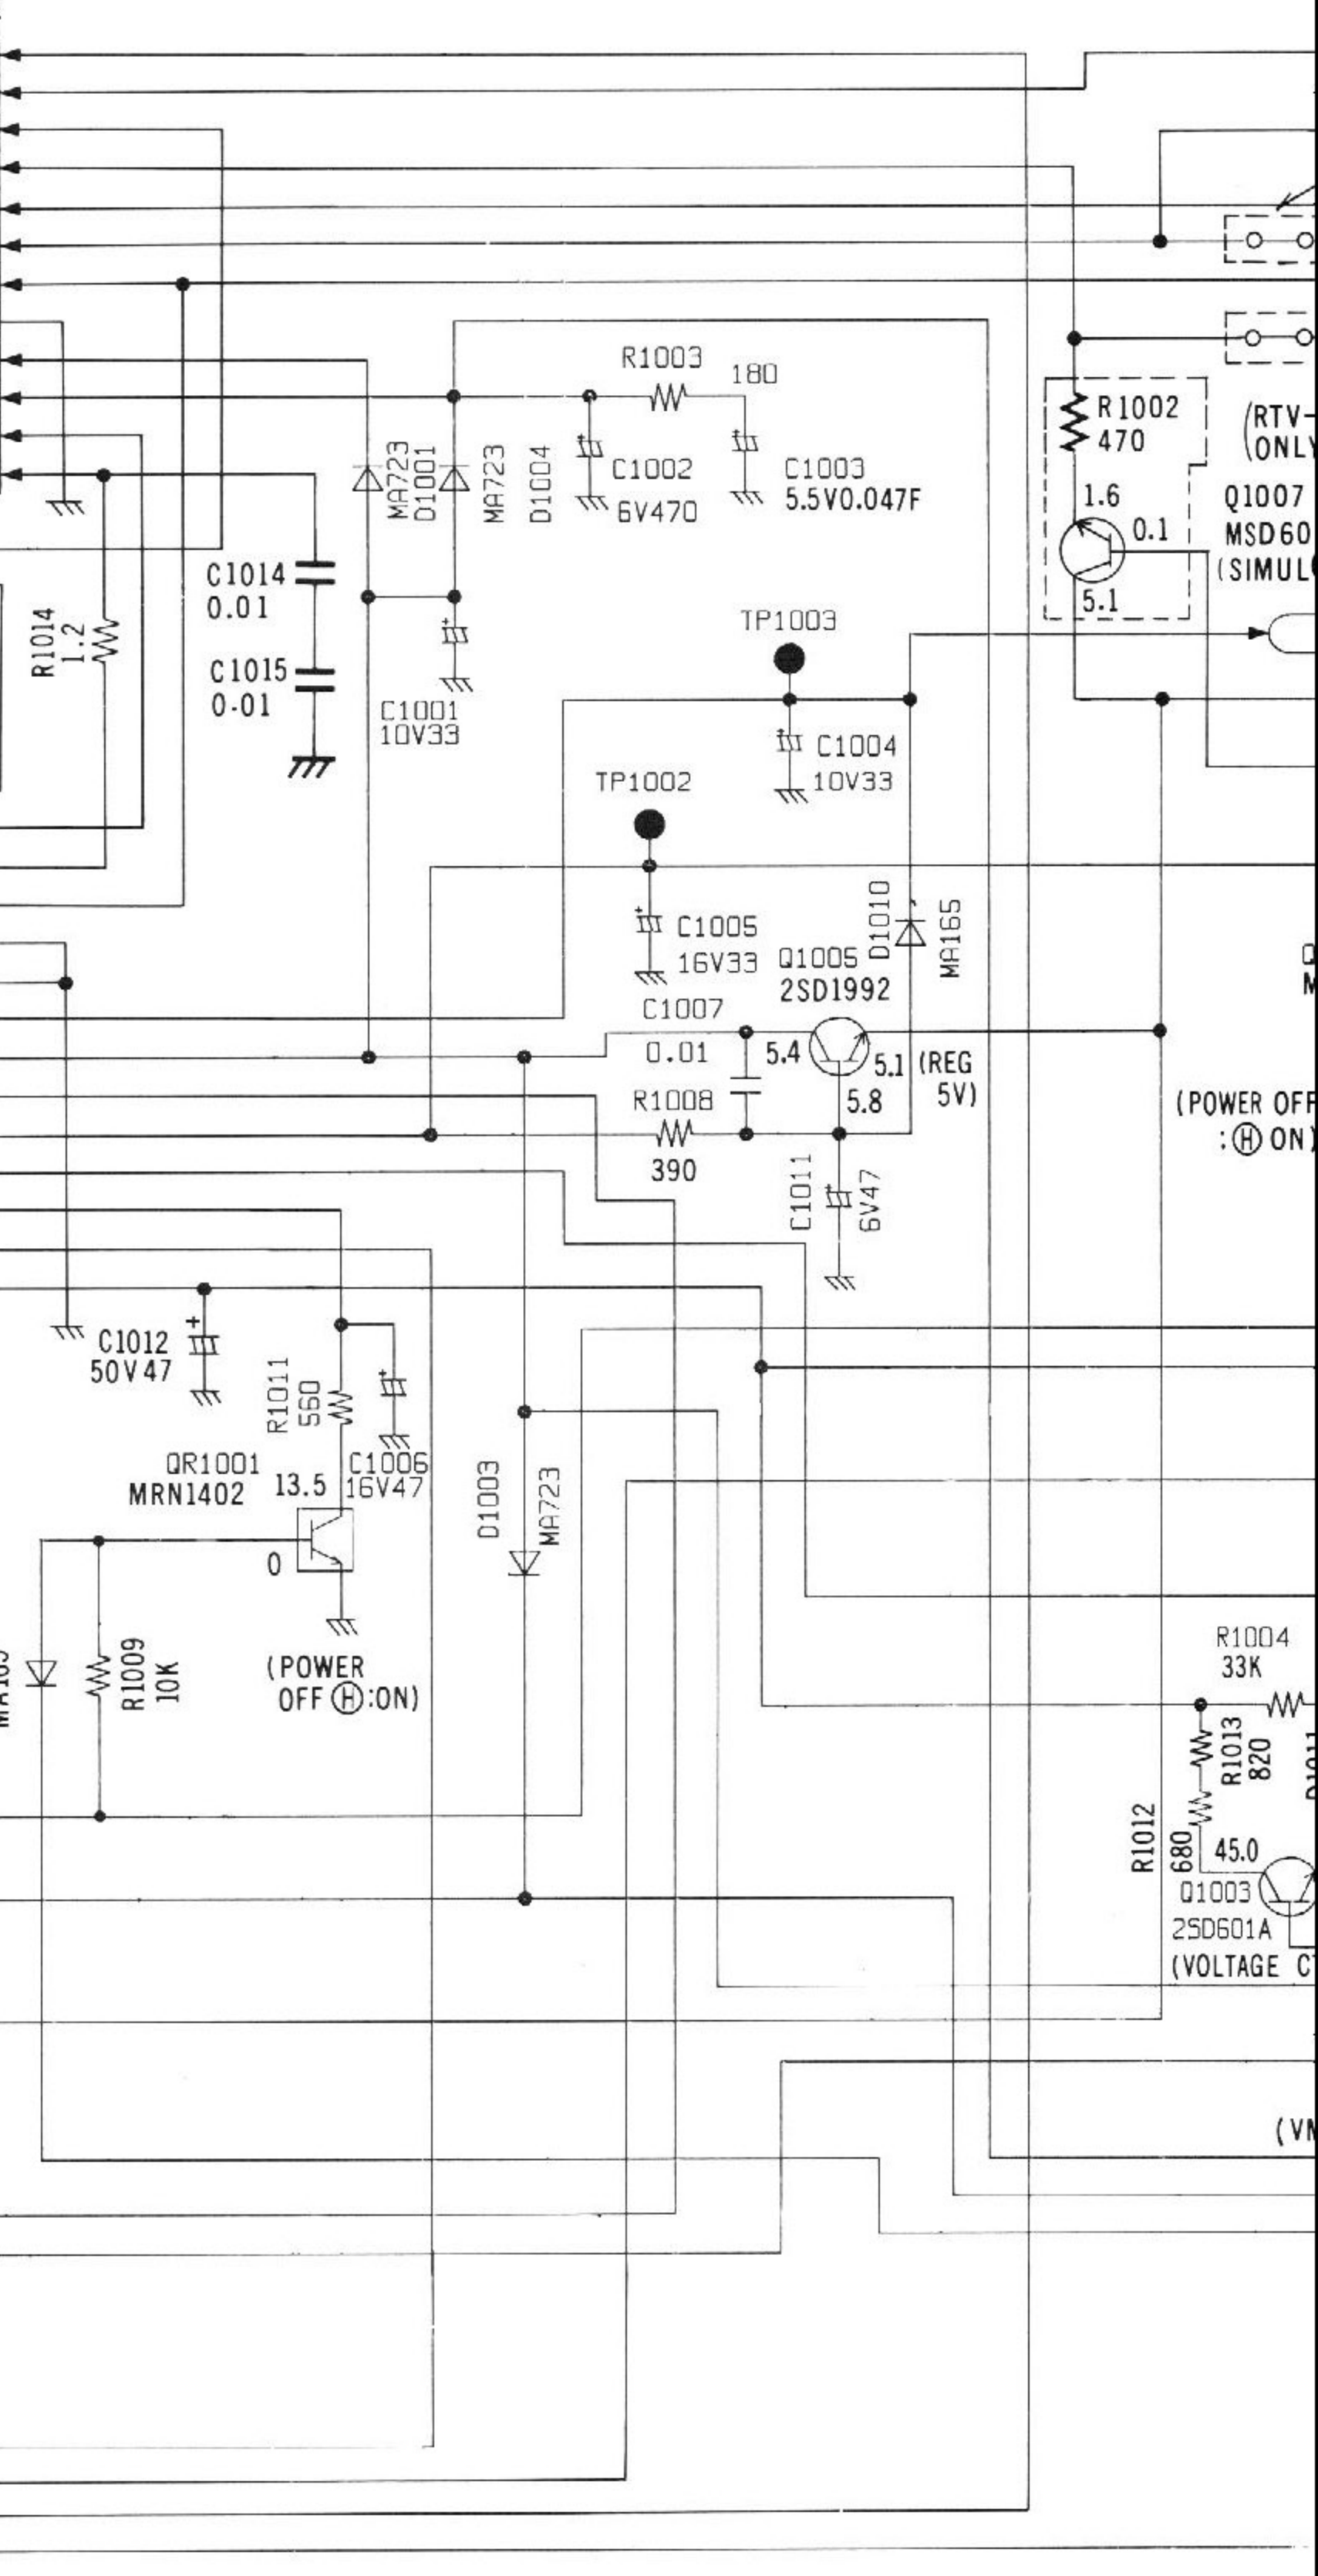 R1003
180
R1002
470
(RTV-
ONLY
MA723
D1001
MA723
D1004
C1002
6V470
C1003
5.5V0.047F
1.6
0.1
5.1
Q1007
MSD60
(SIMUL
C1014
0.01
R1014
1.2
C1015
0.01
C1001
10V33
TP1003
C1004
10V33
TP1002
C1005
16V33
D1010
MA165
Q1005
2SD1992
C1007
0.01
5.4
5.1
(REG
5V)
5.8
R1008
390
(POWER OFF
:Ⓗ ON)
C1011
6V47
C1012
50V47
R1011
560
C1006
16V47
QR1001
MRN1402
13.5
0
D1003
MA723
R1009
10K
(POWER
OFF Ⓗ:ON)
R1004
33K
R1013
820
R1012
680
45.0
Q1003
2SD601A
(VOLTAGE C